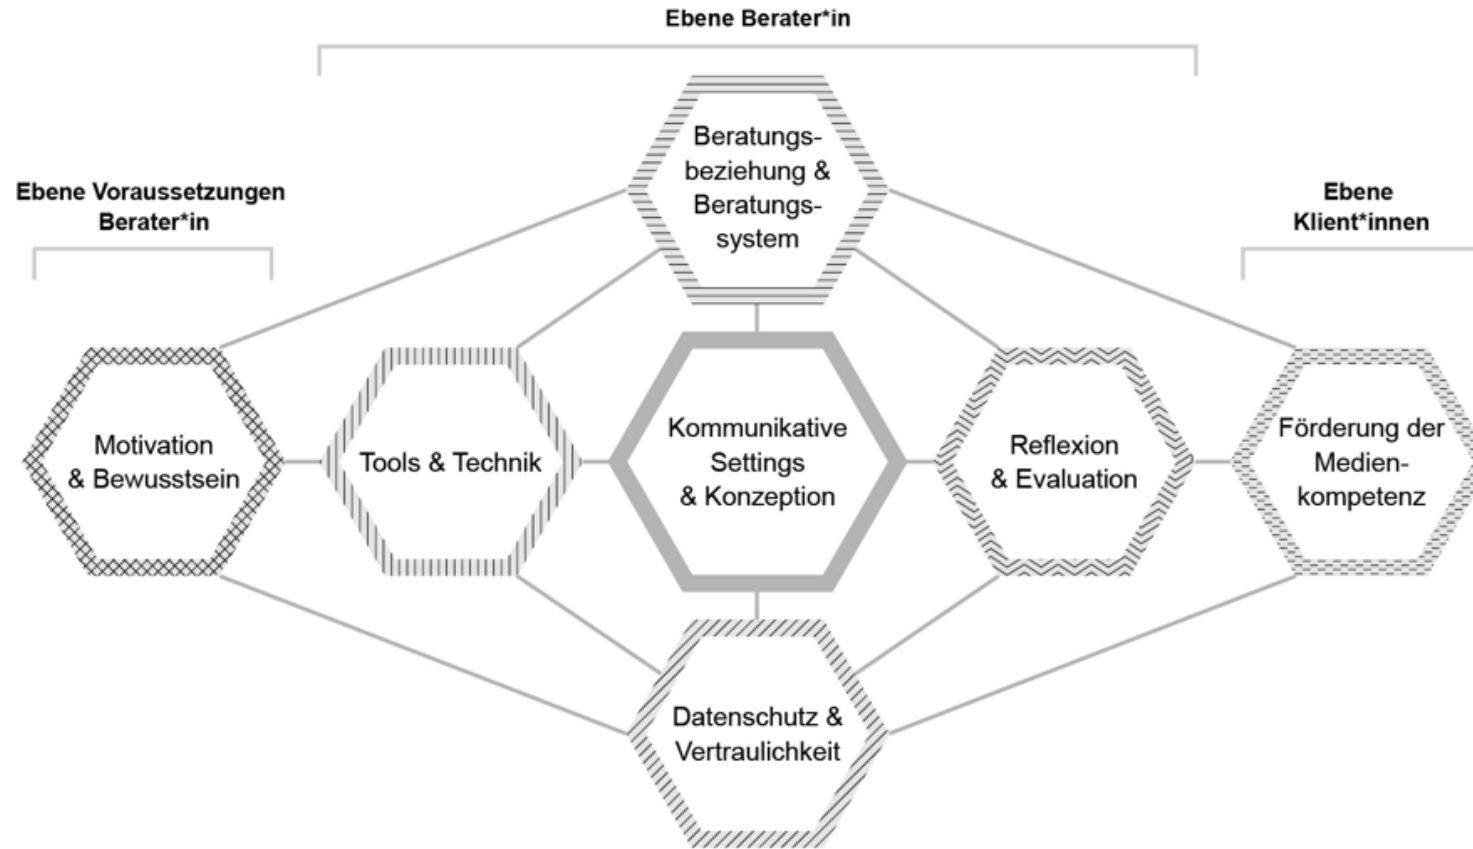 Ebene Berater*in
Ebene Voraussetzungen
Berater*in
Ebene
Klient*innen
Beratungs-
beziehung &
Beratungs-
system
Motivation
& Bewusstsein
Tools & Technik
Kommunikative
Settings
& Konzeption
Reflexion
& Evaluation
Förderung der
Medien-
kompetenz
Datenschutz &
Vertraulichkeit